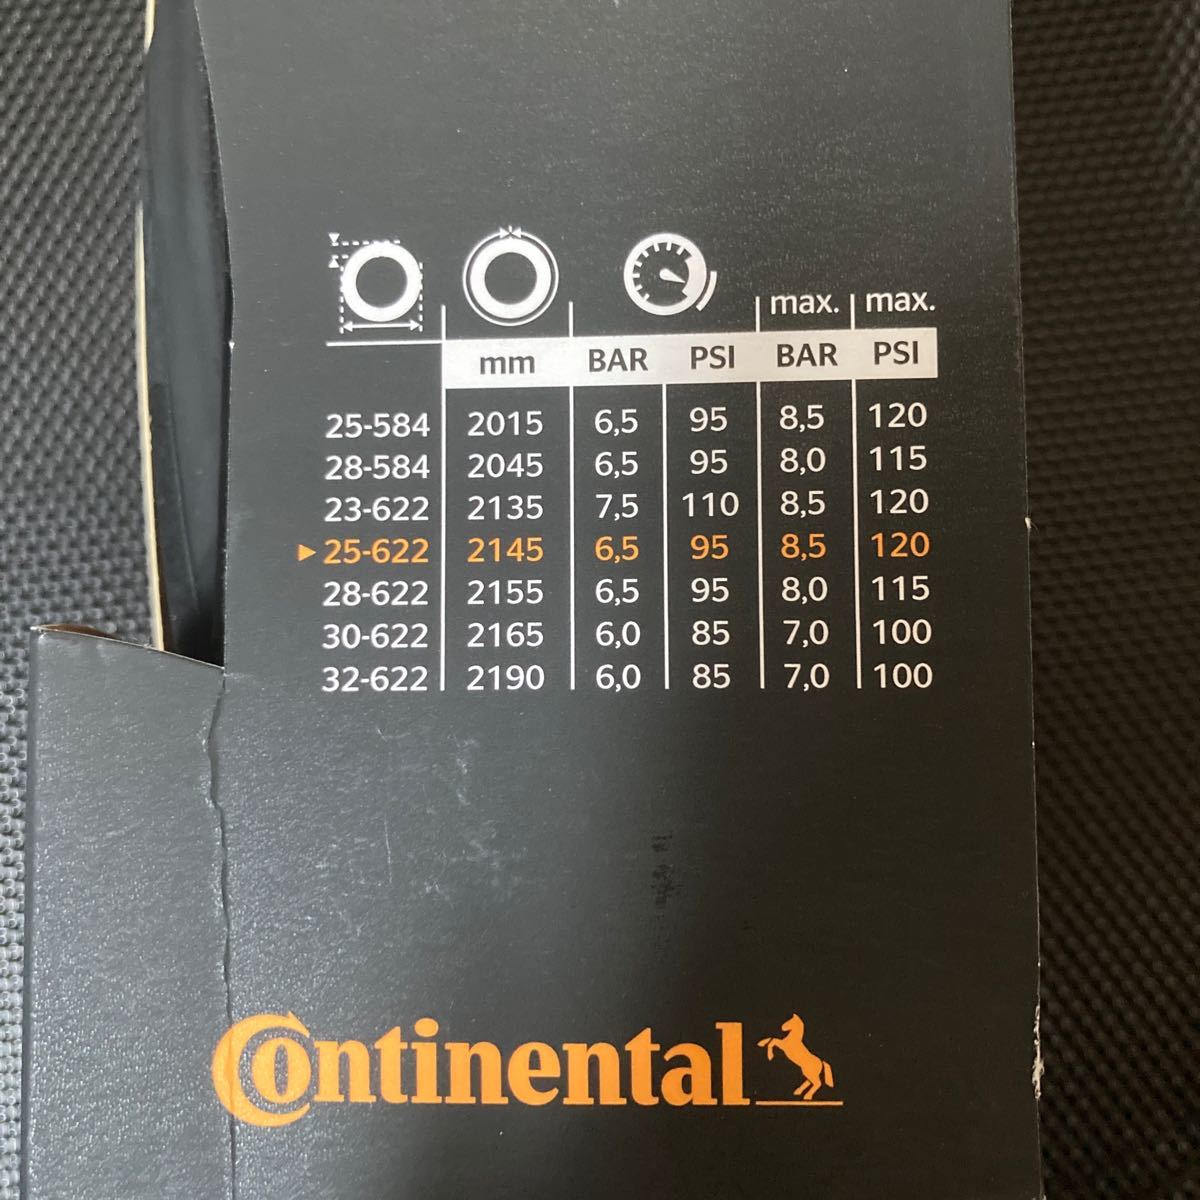 max. max.
mm BAR PSI BAR PSI
25-584 2015 6,5 95 8,5 120
28-584 2045 6,5 95 8,0 115
23-622 2135 7,5 110 8,5 120
▶ 25-622 2145 6,5 95 8,5 120
28-622 2155 6,5 95 8,0 115
30-622 2165 6,0 85 7,0 100
32-622 2190 6,0 85 7,0 100
Continental